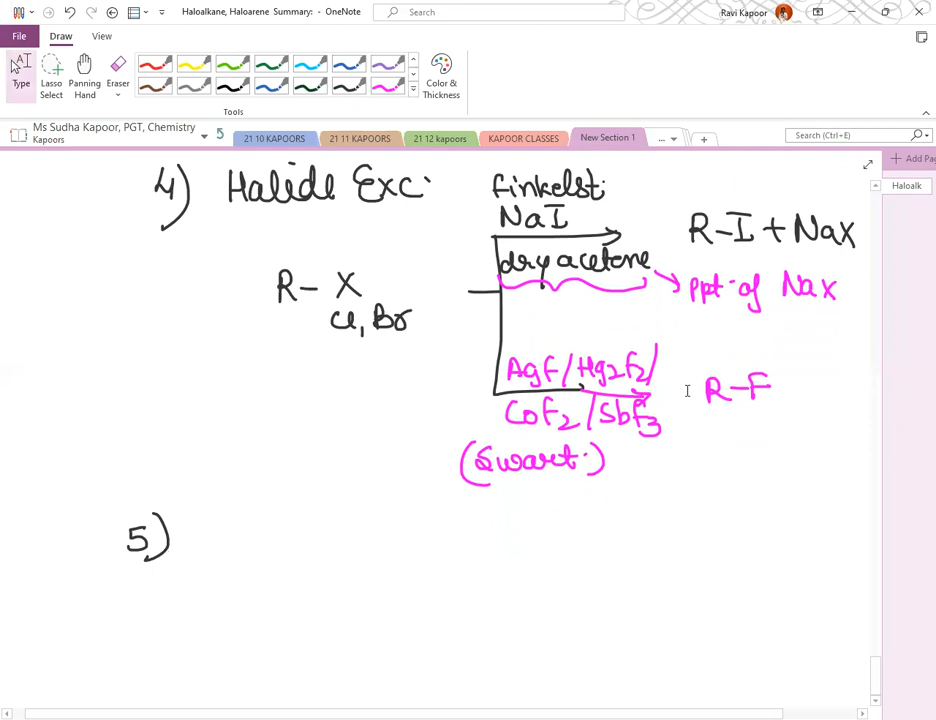 Haloalkane, Haloarene Summary: - OneNote
Search
Ravi Kapoor
File
Draw
View
Type
Lasso Select
Panning Hand
Eraser
Color & Thickness
Tools
Ms Sudha Kapoor, PGT, Chemistry
Kapoors
5
21 10 KAPOORS
21 11 KAPOORS
21 12 kapoors
KAPOOR CLASSES
New Section 1
...
+
Search (Ctrl+E)
+ Add Pag
Haloalk
4) Halide Exc:
finkelst:
NaI
dry acetone
R-I + NaX
ppt. of NaX
R - X
Cl, Br
AgF/Hg2F2/
CoF2/SbF3
R-F
(Swart.)
5)